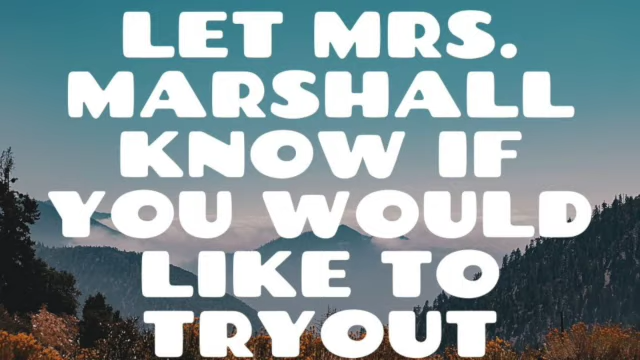 LET MRS.
MARSHALL
KNOW IF
YOU WOULD
LIKE TO
TRYOUT